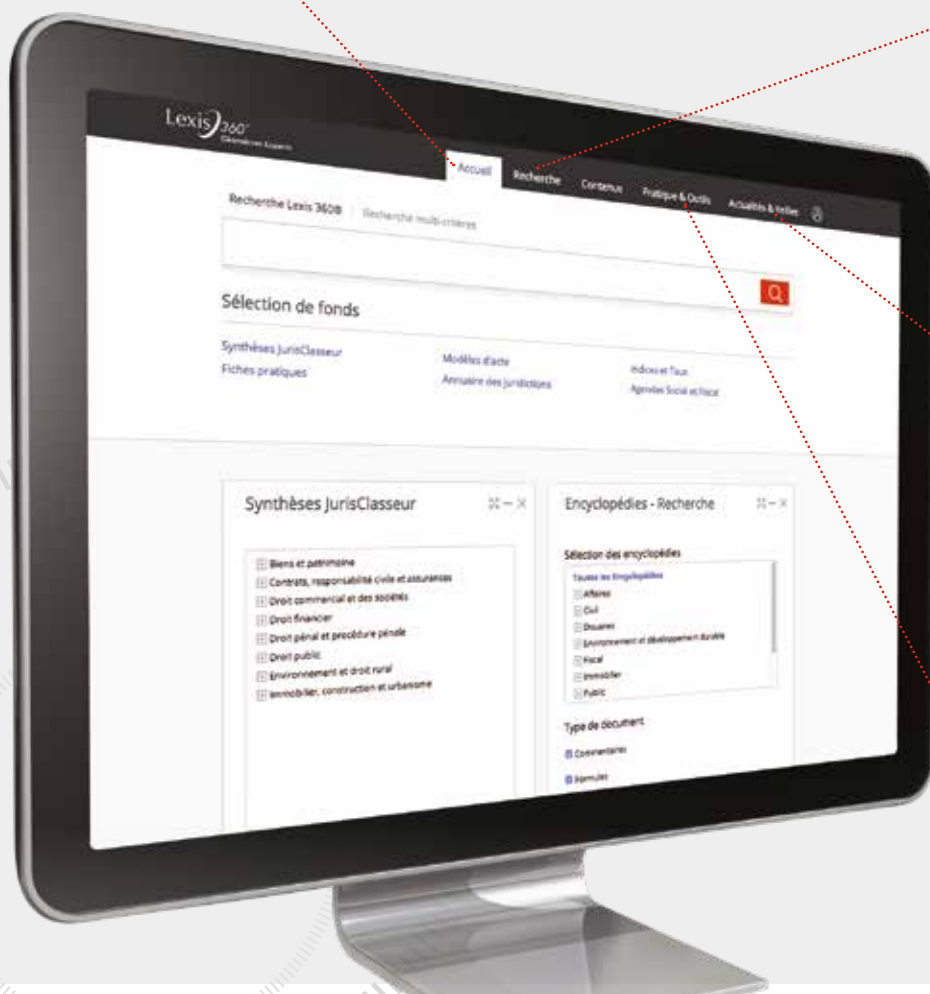 Lexis 360®
Accueil Recherche Contenus Pratique & Outils Actualités & Veilles
Recherche Lexis 360® Recherche multi-critères
Sélection de fonds
Synthèses JurisClasseur Modèles d'acte Indices et Taux
Fiches pratiques Annuaire des juridictions Agendas Social et Fiscal
Synthèses JurisClasseur
Biens et patrimoine
Contrats, responsabilité civile et assurances
Droit commercial et des sociétés
Droit financier
Droit pénal et procédure pénale
Droit public
Environnement et droit rural
Immobilier, construction et urbanisme
Encyclopédies - Recherche
Sélection des encyclopédies
Toutes les Encyclopédies
Affaires
Civil
Douanes
Environnement et développement durable
Fiscal
Immobilier
Public
Type de document
Commentaires
Formules